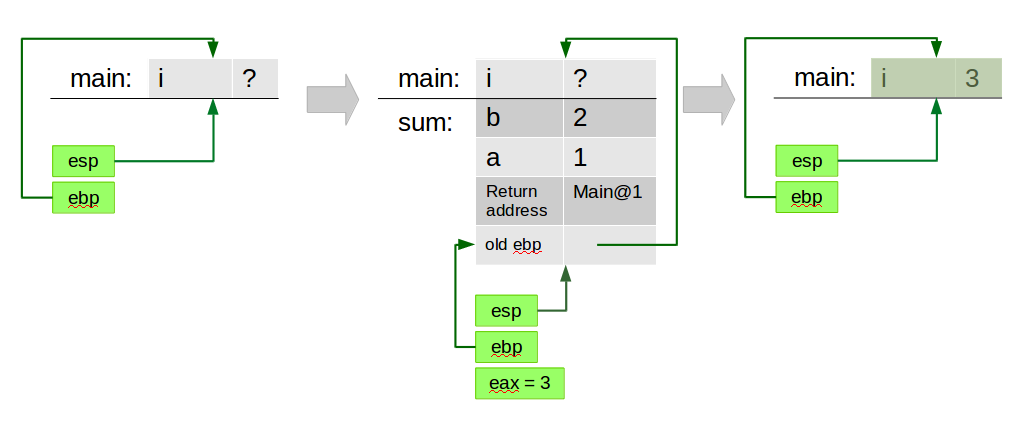 main: i ?
esp
ebp
main: i ?
sum: b 2
a 1
Return
address
Main@1
old ebp
esp
ebp
eax = 3
main: i 3
esp
ebp